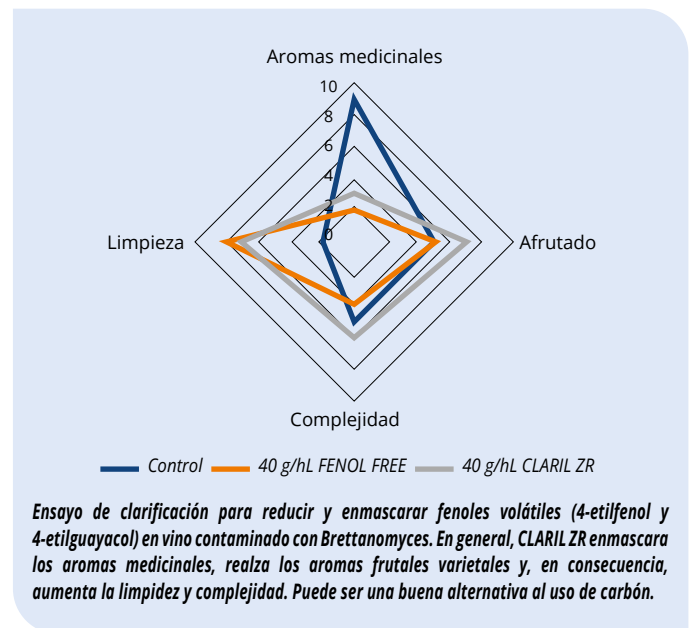 Aromas medicinales
10
8
6
4
2
0
Limpieza
Afrutado
Complejidad
Control 40 g/hL FENOL FREE 40 g/hL CLARIL ZR
Ensayo de clarificación para reducir y enmascarar fenoles volátiles (4-etilfenol y
4-etilguayacol) en vino contaminado con Brettanomyces. En general, CLARIL ZR enmascara
los aromas medicinales, realza los aromas frutales varietales y, en consecuencia,
aumenta la limpidez y complejidad. Puede ser una buena alternativa al uso de carbón.